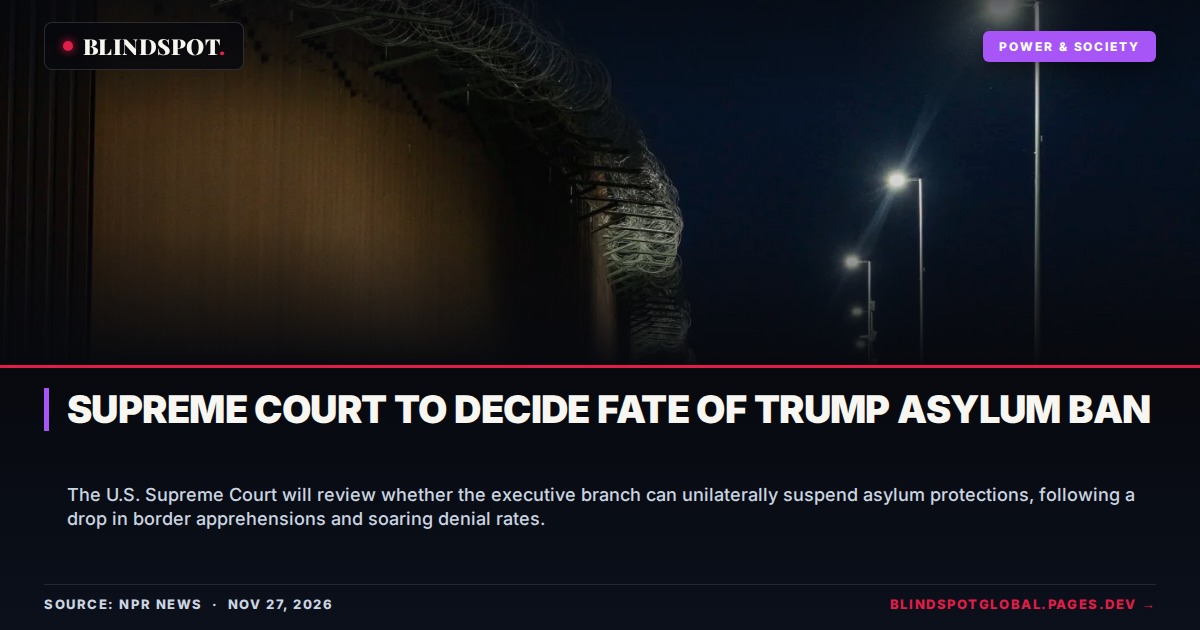 BLINDSPOT.
POWER & SOCIETY
SUPREME COURT TO DECIDE FATE OF TRUMP ASYLUM BAN
The U.S. Supreme Court will review whether the executive branch can unilaterally suspend asylum protections, following a
drop in border apprehensions and soaring denial rates.
SOURCE: NPR NEWS · NOV 27, 2026
BLINDSPOTGLOBAL.PAGES.DEV →